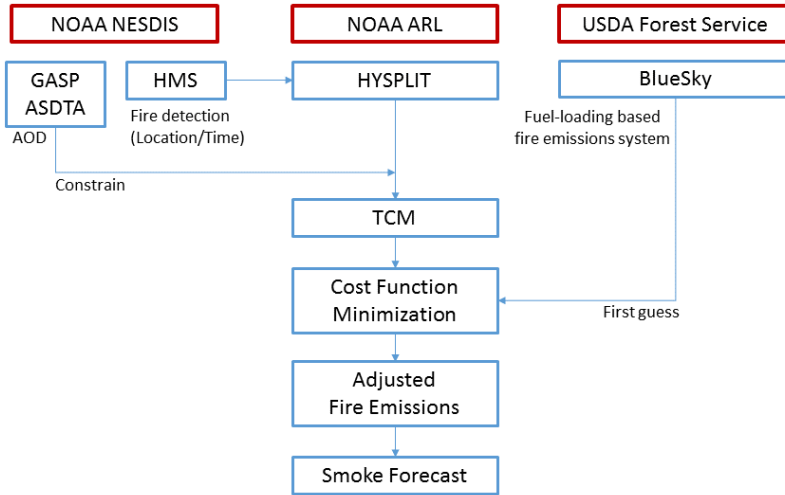 NOAA NESDIS
NOAA ARL
USDA Forest Service
GASP
ASDTA
HMS
HYSPLIT
BlueSky
AOD
Fire detection
(Location/Time)
Fuel-loading based
fire emissions system
Constrain
TCM
Cost Function
Minimization
First guess
Adjusted
Fire Emissions
Smoke Forecast